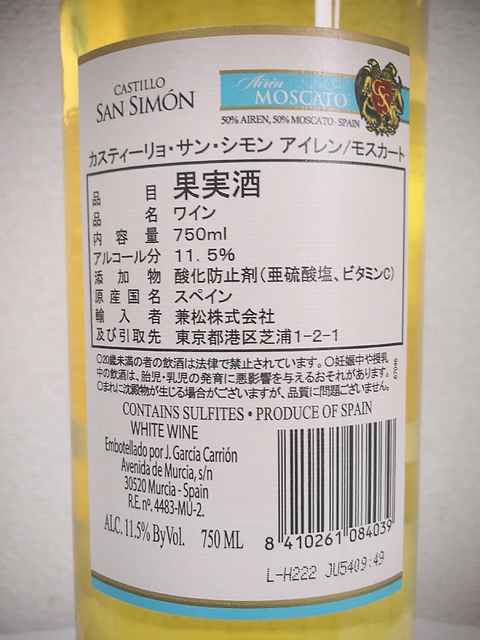 CASTILLO
SAN SIMÓN
Airén
MOSCATO
50% AIREN, 50% MOSCATO - SPAIN
カスティーリョ・サン・シモン アイレン/モスカート
品目 果実酒
品名 ワイン
内容量 750ml
アルコール分 11.5%
添加物 酸化防止剤(亜硫酸塩、ビタミンC)
原産国名 スペイン
輸入者 兼松株式会社
及び引取先 東京都港区芝浦1-2-1
○20歳未満の者の飲酒は法律で禁止されています。○妊娠中や授乳
中の飲酒は、胎児・乳児の発育に悪影響を与えるおそれがあります。
○まれに沈殿物が生じる場合がございますが、品質に問題ございません。
CONTAINS SULFITES • PRODUCE OF SPAIN
WHITE WINE
Embotellado por J. García Carrión
Avenida de Murcia, s/n
30520 Murcia - Spain
R.E. nº. 4483-MU-2.
ALC. 11.5% By Vol. 750 ML
8 410261 084039
L-H222 JU5409:49